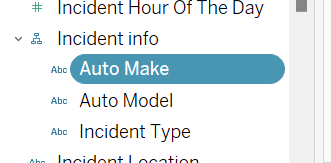 # Incident Hour Of The Day
Incident info
Abc Auto Make
Abc Auto Model
Abc Incident Type
Abc Incident Location